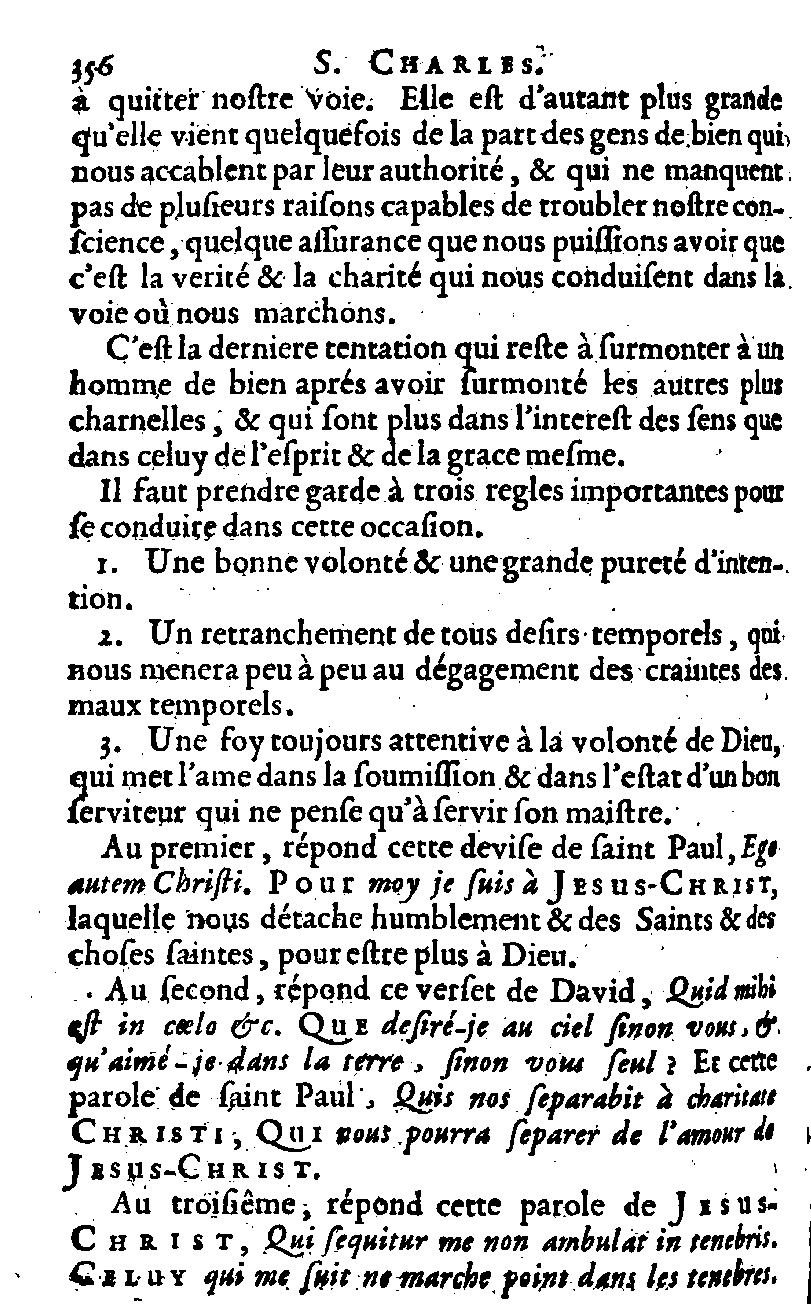 356 S. CHARLES.
à quitter noſtre voie. Elle eſt d'autant plus grande
qu'elle vient quelquefois de la part des gens de bien qui
nous accablent par leur authorité, & qui ne manquent
pas de pluſieurs raiſons capables de troubler noſtre con-
ſcience, quelque aſſurance que nous puiſſions avoir que
c'eſt la verité & la charité qui nous conduiſent dans la
voie où nous marchons.
C'eſt la derniere tentation qui reſte à ſurmonter à un
homme de bien aprés avoir ſurmonté les autres plus
charnelles, & qui ſont plus dans l'intereſt des ſens que
dans celuy de l'eſprit & de la grace meſme.
Il faut prendre garde à trois regles importantes pour
ſe conduire dans cette occaſion.
1. Une bonne volonté & une grande pureté d'inten-
tion.
2. Un retranchement de tous deſirs temporels, qui
nous menera peu à peu au dégagement des craintes des
maux temporels.
3. Une foy toujours attentive à la volonté de Dieu,
qui met l'ame dans la ſoumiſſion & dans l'eſtat d'un bon
ſerviteur qui ne penſe qu'à ſervir ſon maiſtre.
Au premier, répond cette deviſe de ſaint Paul, Ego
autem Chriſti. Pour moy je ſuis à JESUS-CHRIST,
laquelle nous détache humblement & des Saints & des
choſes ſaintes, pour eſtre plus à Dieu.
Au ſecond, répond ce verſet de David, Quid mihi
eſt in cœlo &c. QUE deſiré-je au ciel ſinon vous, &
qu'aimé-je dans la terre, ſinon vous ſeul ? Et cette
parole de ſaint Paul, Quis nos ſeparabit à charitate
CHRISTI, QUI nous pourra ſeparer de l'amour de
JESUS-CHRIST.
Au troiſiême, répond cette parole de JESUS-
CHRIST, Qui ſequitur me non ambulat in tenebris.
CELUY qui me ſuit ne marche point dans les tenebres.